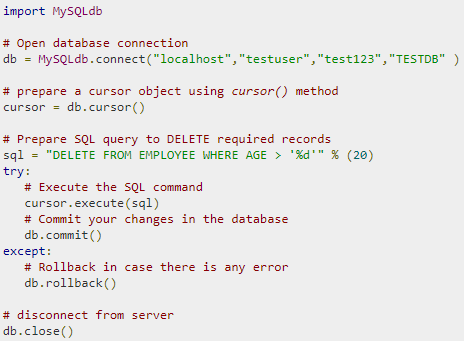 import MySQLdb
# Open database connection
db = MySQLdb.connect("localhost","testuser","test123","TESTDB" )
# prepare a cursor object using cursor() method
cursor = db.cursor()
# Prepare SQL query to DELETE required records
sql = "DELETE FROM EMPLOYEE WHERE AGE > '%d'" % (20)
try:
   # Execute the SQL command
   cursor.execute(sql)
   # Commit your changes in the database
   db.commit()
except:
   # Rollback in case there is any error
   db.rollback()
# disconnect from server
db.close()